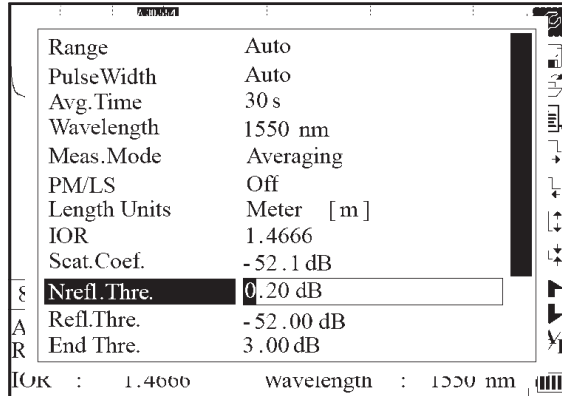 Range Auto
PulseWidth Auto
Avg.Time 30 s
Wavelength 1550 nm
Meas.Mode Averaging
PM/LS Off
Length Units Meter [ m ]
IOR 1.4666
Scat.Coef. -52.1 dB
Nrefl.Thre. 0.20 dB
Refl.Thre. -52.00 dB
End Thre. 3.00 dB
A
R
IOR : 1.4666 Wavelength : 1550 nm